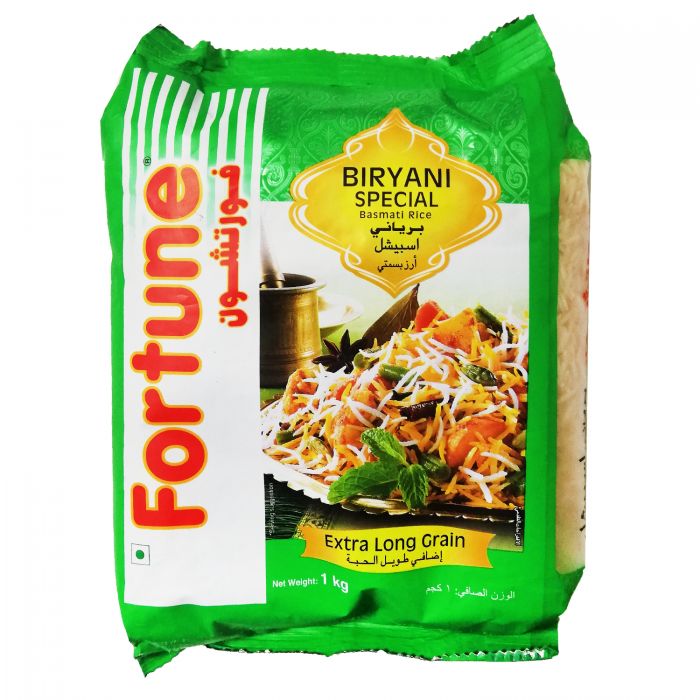 Fortune®
فورتشون
BIRYANI
SPECIAL
Basmati Rice
برياني
اسبيشل
أرز بسمتي
Extra Long Grain
إضافي طويل الحبة
Net Weight: 1 kg
الوزن الصافي: ١ كجم